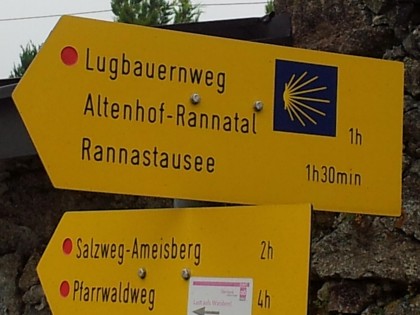 Lugbauernweg
Altenhof-Rannatal 1h
Rannastausee 1h30min
Salzweg-Ameisberg 2h
Pfarrwaldweg 4h